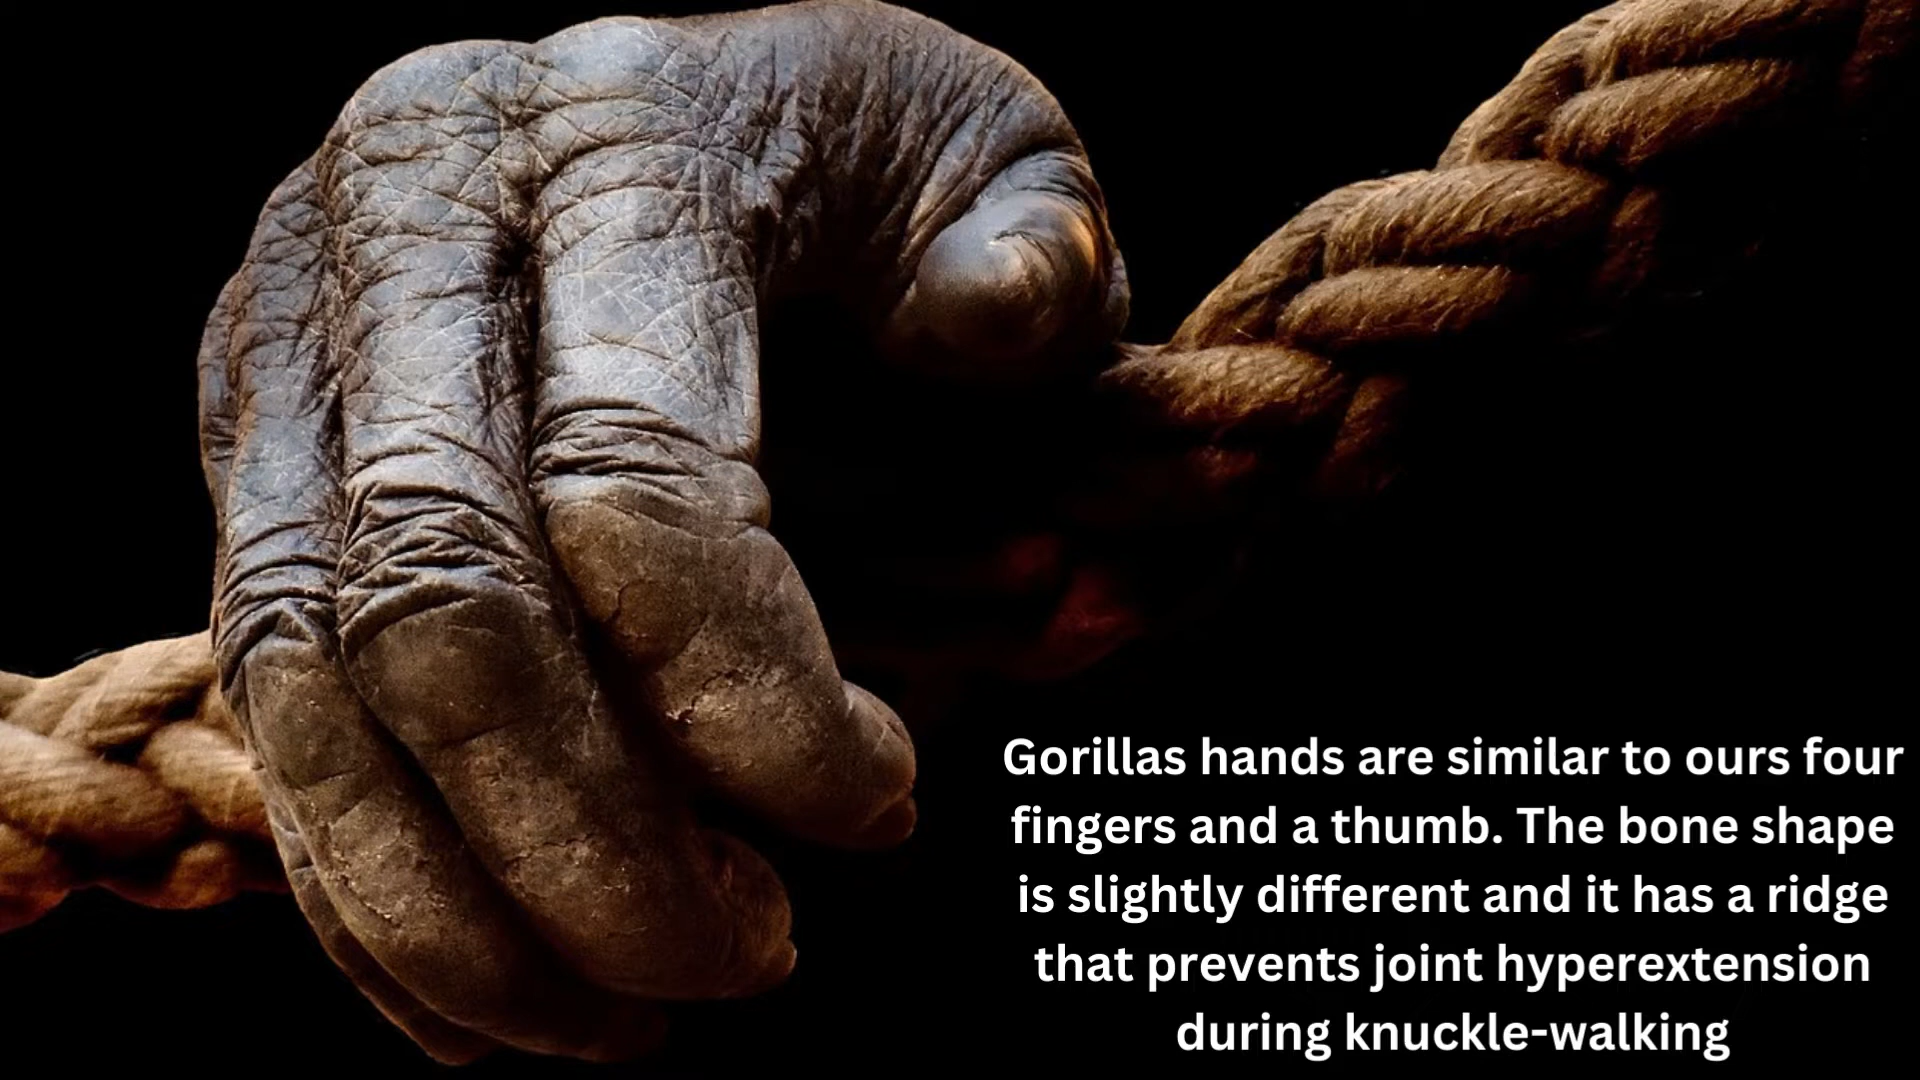 Gorillas hands are similar to ours four
fingers and a thumb. The bone shape
is slightly different and it has a ridge
that prevents joint hyperextension
during knuckle-walking